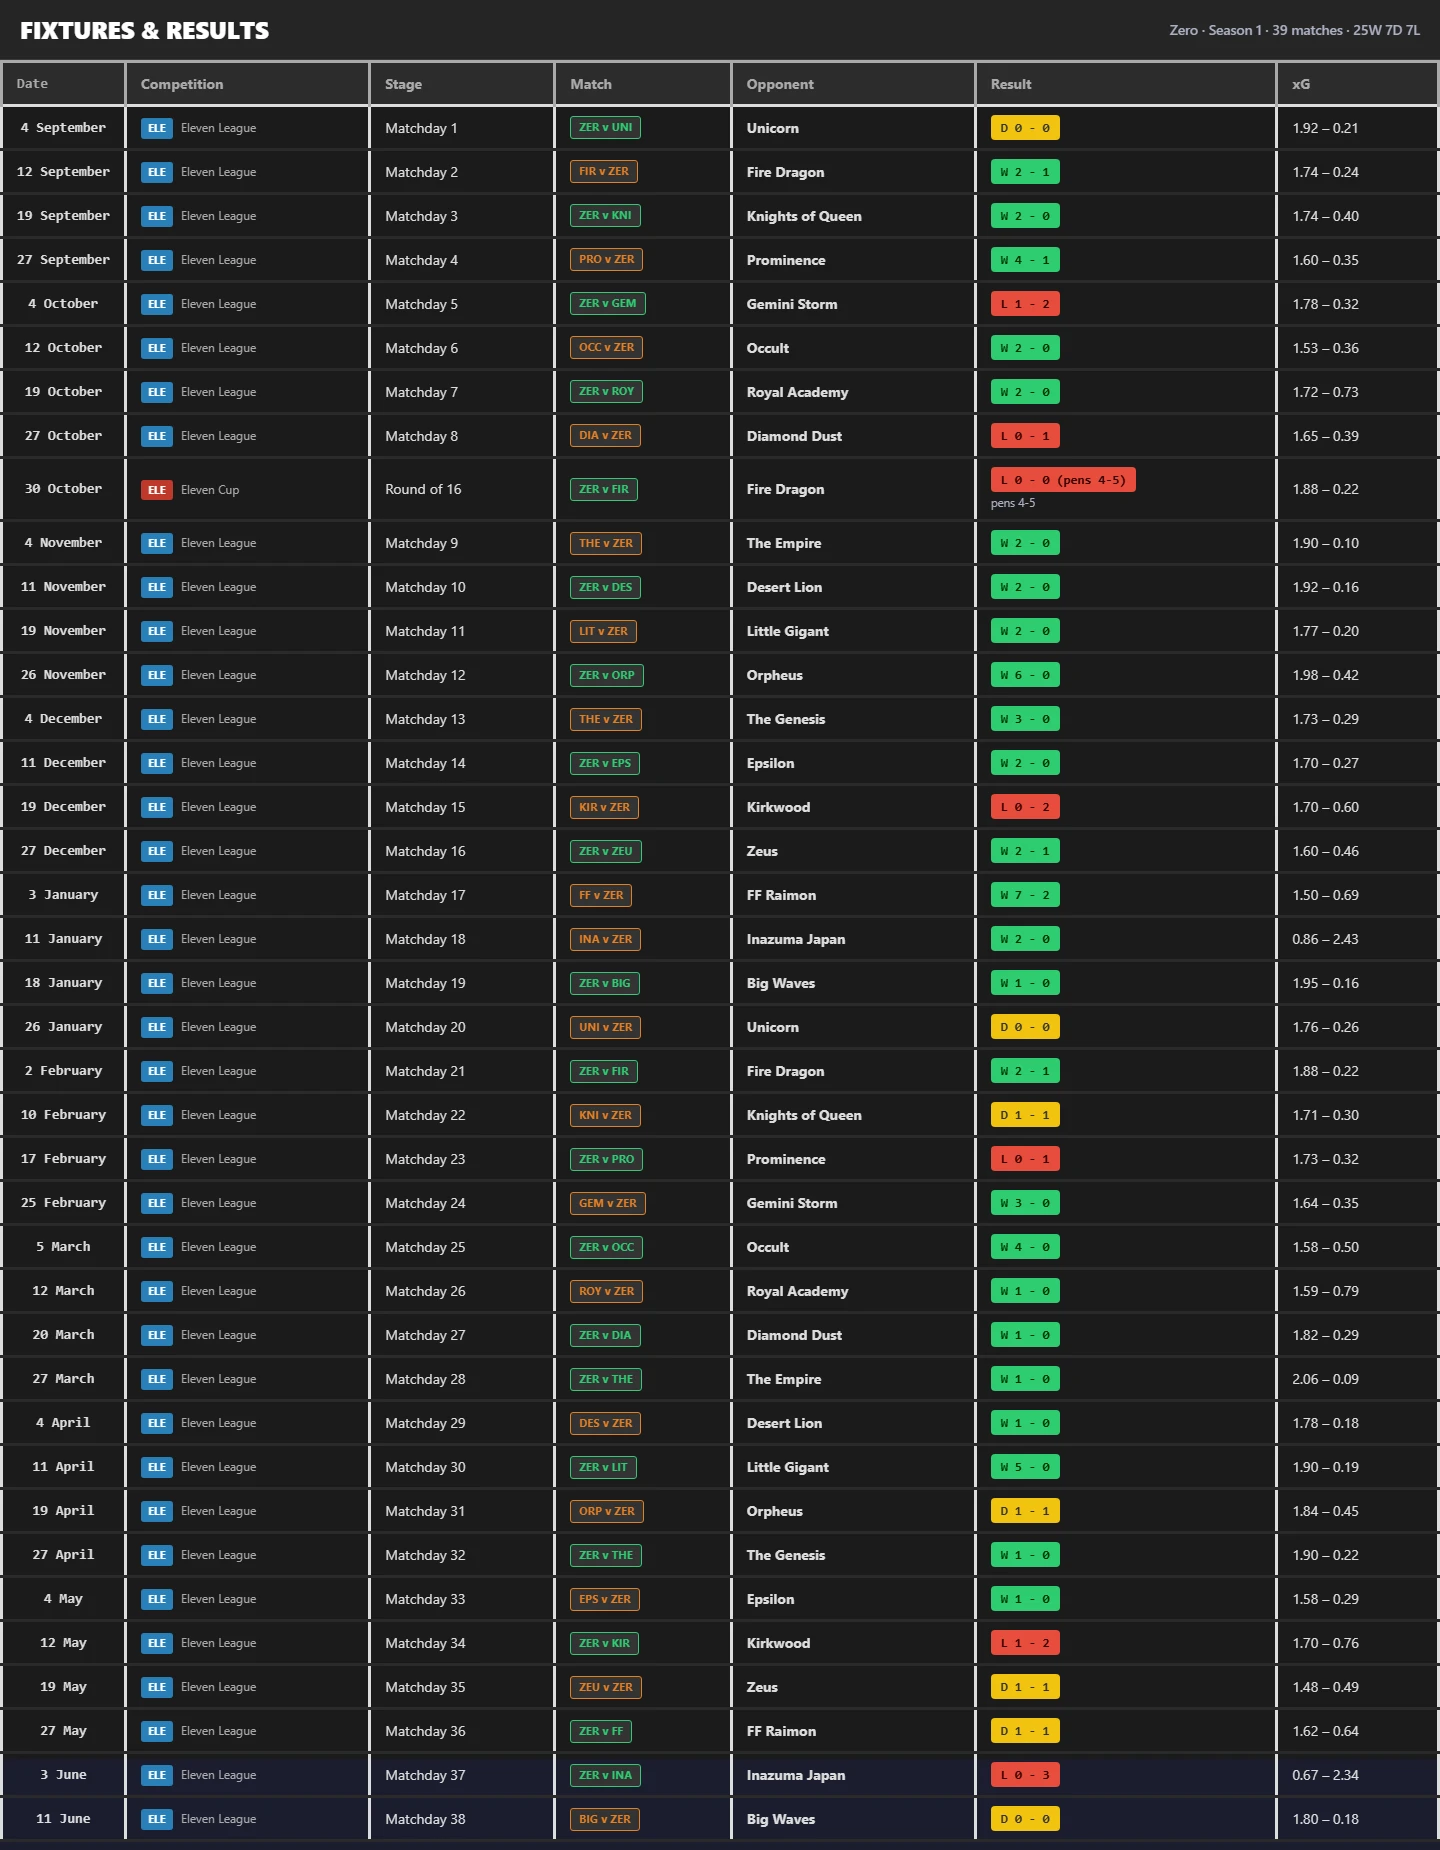 FIXTURES & RESULTS
Zero · Season 1 · 39 matches · 25W 7D 7L
Date Competition Stage Match Opponent Result xG
4 September ELE Eleven League Matchday 1 ZER v UNI Unicorn D 0 - 0 1.92 – 0.21
12 September ELE Eleven League Matchday 2 FIR v ZER Fire Dragon W 2 - 1 1.74 – 0.24
19 September ELE Eleven League Matchday 3 ZER v KNI Knights of Queen W 2 - 0 1.74 – 0.40
27 September ELE Eleven League Matchday 4 PRO v ZER Prominence W 4 - 1 1.60 – 0.35
4 October ELE Eleven League Matchday 5 ZER v GEM Gemini Storm L 1 - 2 1.78 – 0.32
12 October ELE Eleven League Matchday 6 OCC v ZER Occult W 2 - 0 1.53 – 0.36
19 October ELE Eleven League Matchday 7 ZER v ROY Royal Academy W 2 - 0 1.72 – 0.73
27 October ELE Eleven League Matchday 8 DIA v ZER Diamond Dust L 0 - 1 1.65 – 0.39
30 October ELE Eleven Cup Round of 16 ZER v FIR Fire Dragon L 0 - 0 (pens 4-5) 1.88 – 0.22
pens 4-5
4 November ELE Eleven League Matchday 9 THE v ZER The Empire W 2 - 0 1.90 – 0.10
11 November ELE Eleven League Matchday 10 ZER v DES Desert Lion W 2 - 0 1.92 – 0.16
19 November ELE Eleven League Matchday 11 LIT v ZER Little Gigant W 2 - 0 1.77 – 0.20
26 November ELE Eleven League Matchday 12 ZER v ORP Orpheus W 6 - 0 1.98 – 0.42
4 December ELE Eleven League Matchday 13 THE v ZER The Genesis W 3 - 0 1.73 – 0.29
11 December ELE Eleven League Matchday 14 ZER v EPS Epsilon W 2 - 0 1.70 – 0.27
19 December ELE Eleven League Matchday 15 KIR v ZER Kirkwood L 0 - 2 1.70 – 0.60
27 December ELE Eleven League Matchday 16 ZER v ZEU Zeus W 2 - 1 1.60 – 0.46
3 January ELE Eleven League Matchday 17 FF v ZER FF Raimon W 7 - 2 1.50 – 0.69
11 January ELE Eleven League Matchday 18 INA v ZER Inazuma Japan W 2 - 0 0.86 – 2.43
18 January ELE Eleven League Matchday 19 ZER v BIG Big Waves W 1 - 0 1.95 – 0.16
26 January ELE Eleven League Matchday 20 UNI v ZER Unicorn D 0 - 0 1.76 – 0.26
2 February ELE Eleven League Matchday 21 ZER v FIR Fire Dragon W 2 - 1 1.88 – 0.22
10 February ELE Eleven League Matchday 22 KNI v ZER Knights of Queen D 1 - 1 1.71 – 0.30
17 February ELE Eleven League Matchday 23 ZER v PRO Prominence L 0 - 1 1.73 – 0.32
25 February ELE Eleven League Matchday 24 GEM v ZER Gemini Storm W 3 - 0 1.64 – 0.35
5 March ELE Eleven League Matchday 25 ZER v OCC Occult W 4 - 0 1.58 – 0.50
12 March ELE Eleven League Matchday 26 ROY v ZER Royal Academy W 1 - 0 1.59 – 0.79
20 March ELE Eleven League Matchday 27 ZER v DIA Diamond Dust W 1 - 0 1.82 – 0.29
27 March ELE Eleven League Matchday 28 ZER v THE The Empire W 1 - 0 2.06 – 0.09
4 April ELE Eleven League Matchday 29 DES v ZER Desert Lion W 1 - 0 1.78 – 0.18
11 April ELE Eleven League Matchday 30 ZER v LIT Little Gigant W 5 - 0 1.90 – 0.19
19 April ELE Eleven League Matchday 31 ORP v ZER Orpheus D 1 - 1 1.84 – 0.45
27 April ELE Eleven League Matchday 32 ZER v THE The Genesis W 1 - 0 1.90 – 0.22
4 May ELE Eleven League Matchday 33 EPS v ZER Epsilon W 1 - 0 1.58 – 0.29
12 May ELE Eleven League Matchday 34 ZER v KIR Kirkwood L 1 - 2 1.70 – 0.76
19 May ELE Eleven League Matchday 35 ZEU v ZER Zeus D 1 - 1 1.48 – 0.49
27 May ELE Eleven League Matchday 36 ZER v FF FF Raimon D 1 - 1 1.62 – 0.64
3 June ELE Eleven League Matchday 37 ZER v INA Inazuma Japan L 0 - 3 0.67 – 2.34
11 June ELE Eleven League Matchday 38 BIG v ZER Big Waves D 0 - 0 1.80 – 0.18